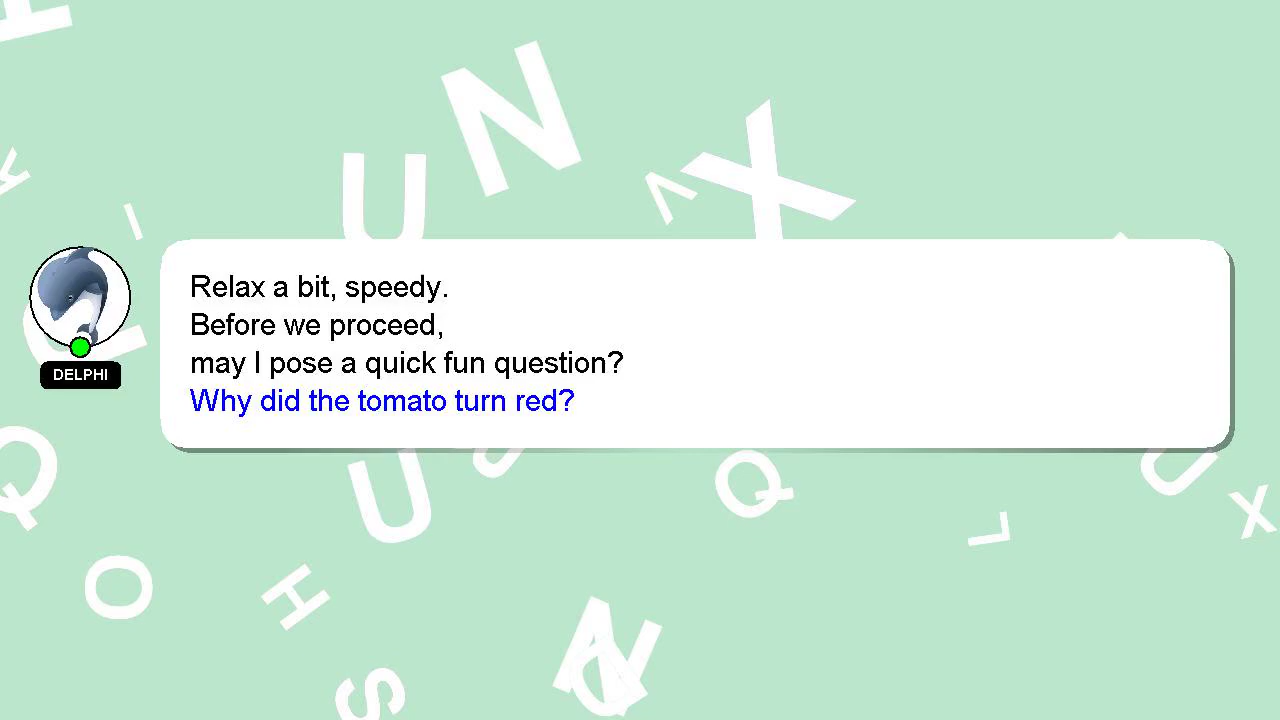 Relax a bit, speedy.
Before we proceed,
may I pose a quick fun question?
Why did the tomato turn red?
DELPHI
N
U
V
X
I
Q
U
Q
X
L
O
H
N
S